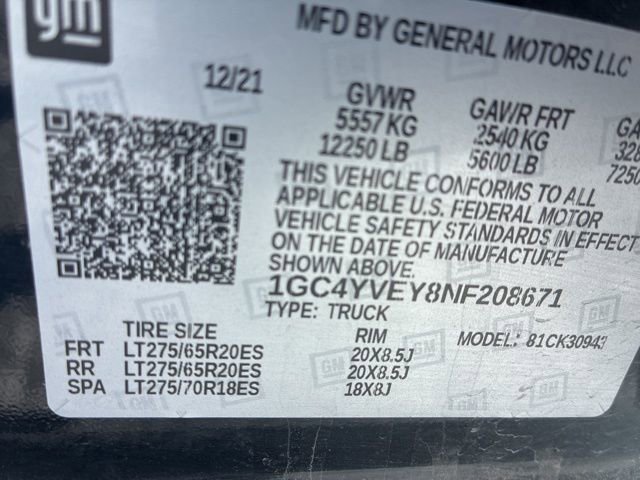 gm
MFD BY GENERAL MOTORS LLC
12/21
GVWR GAWR FRT
5557 KG 2540 KG
12250 LB 5600 LB 7250
THIS VEHICLE CONFORMS TO ALL
APPLICABLE U.S. FEDERAL MOTOR
VEHICLE SAFETY STANDARDS IN EFFECT
ON THE DATE OF MANUFACTURE
SHOWN ABOVE.
1GC4YVEY8NF208671
TYPE: TRUCK
TIRE SIZE RIM MODEL: 81CK30943
FRT LT275/65R20ES 20X8.5J
RR LT275/65R20ES 20X8.5J
SPA LT275/70R18ES 18X8J